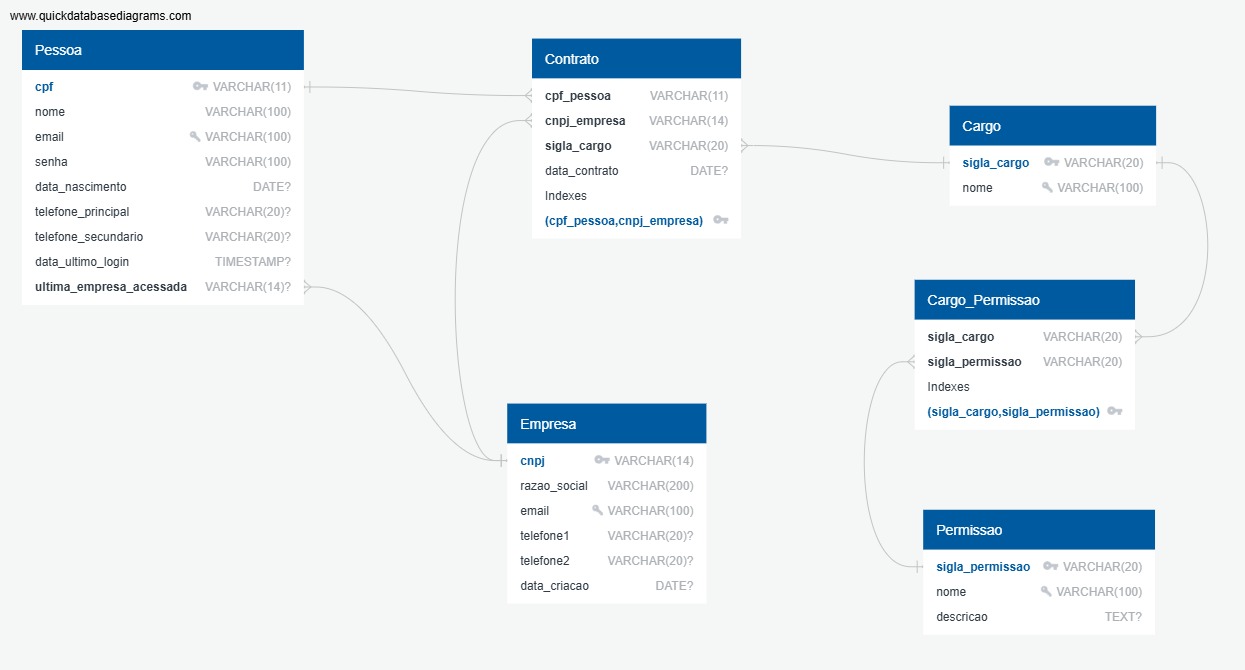 www.quickdatabasediagrams.com
Pessoa
cpf VARCHAR(11)
nome VARCHAR(100)
email VARCHAR(100)
senha VARCHAR(100)
data_nascimento DATE?
telefone_principal VARCHAR(20)?
telefone_secundario VARCHAR(20)?
data_ultimo_login TIMESTAMP?
ultima_empresa_acessada VARCHAR(14)?
Contrato
cpf_pessoa VARCHAR(11)
cnpj_empresa VARCHAR(14)
sigla_cargo VARCHAR(20)
data_contrato DATE?
Indexes
(cpf_pessoa,cnpj_empresa)
Cargo
sigla_cargo VARCHAR(20)
nome VARCHAR(100)
Cargo_Permissao
sigla_cargo VARCHAR(20)
sigla_permissao VARCHAR(20)
Indexes
(sigla_cargo,sigla_permissao)
Empresa
cnpj VARCHAR(14)
razao_social VARCHAR(200)
email VARCHAR(100)
telefone1 VARCHAR(20)?
telefone2 VARCHAR(20)?
data_criacao DATE?
Permissao
sigla_permissao VARCHAR(20)
nome VARCHAR(100)
descricao TEXT?